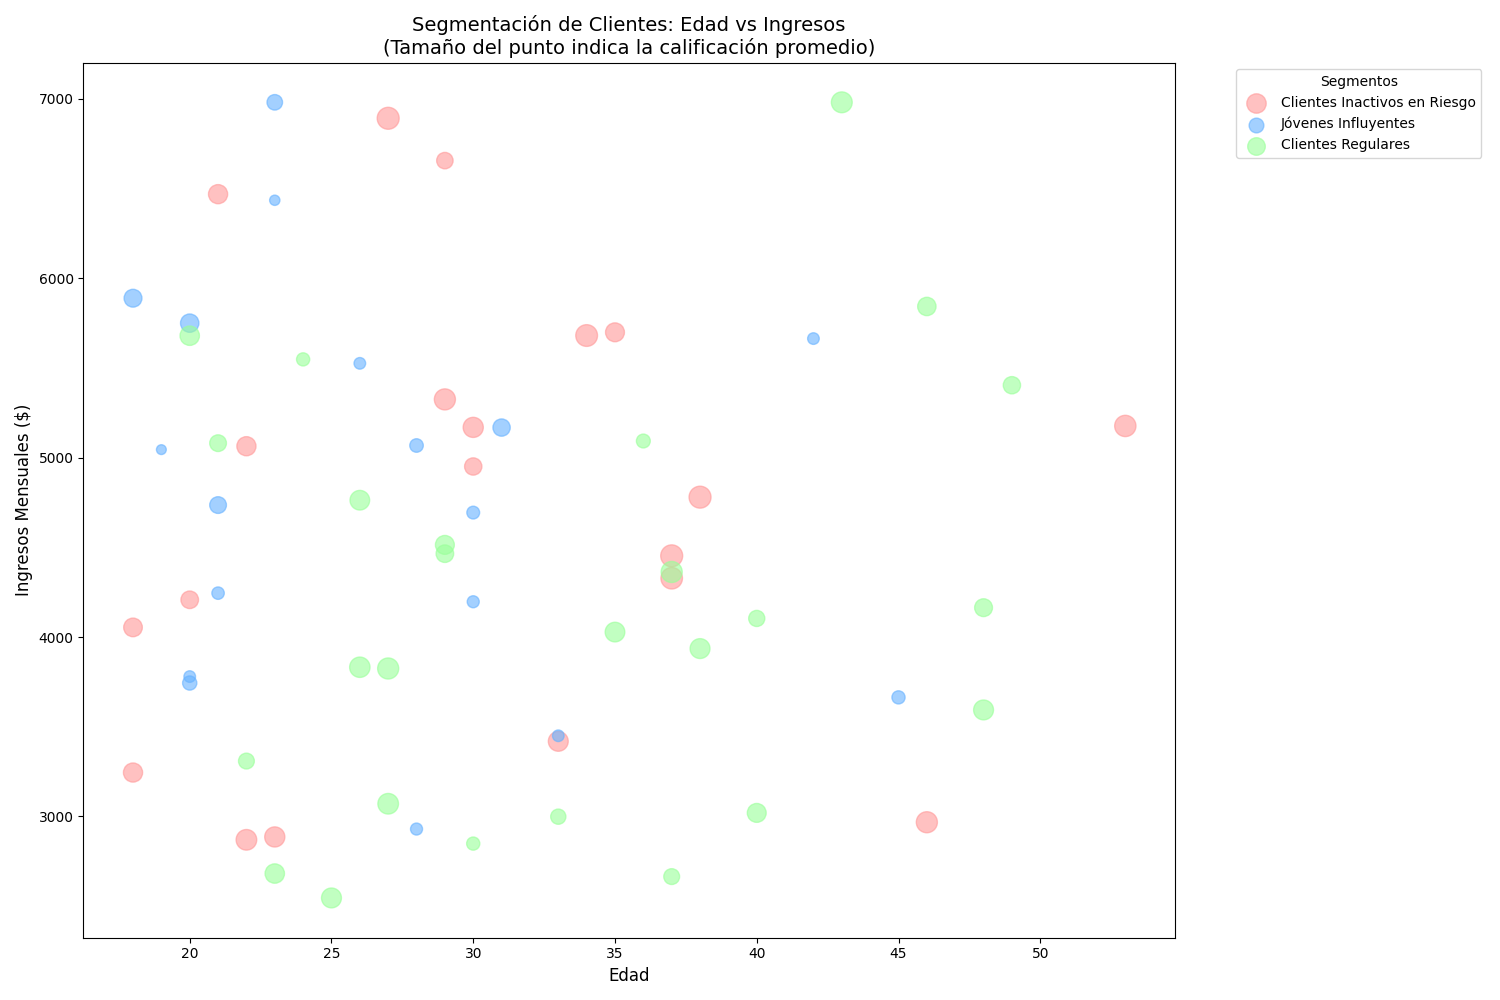 Segmentación de Clientes: Edad vs Ingresos
(Tamaño del punto indica la calificación promedio)
Segmentos
Clientes Inactivos en Riesgo
Jóvenes Influyentes
Clientes Regulares
Ingresos Mensuales ($)
7000
6000
5000
4000
3000
20
25
30
35
40
45
50
Edad